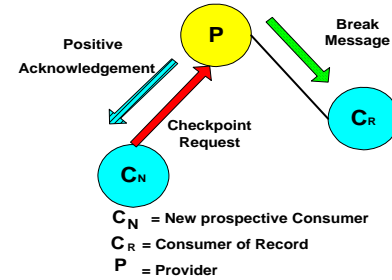 Positive
Acknowledgement
P
Break
Message
Checkpoint
Request
CN
CR
CN = New prospective Consumer
CR = Consumer of Record
P = Provider